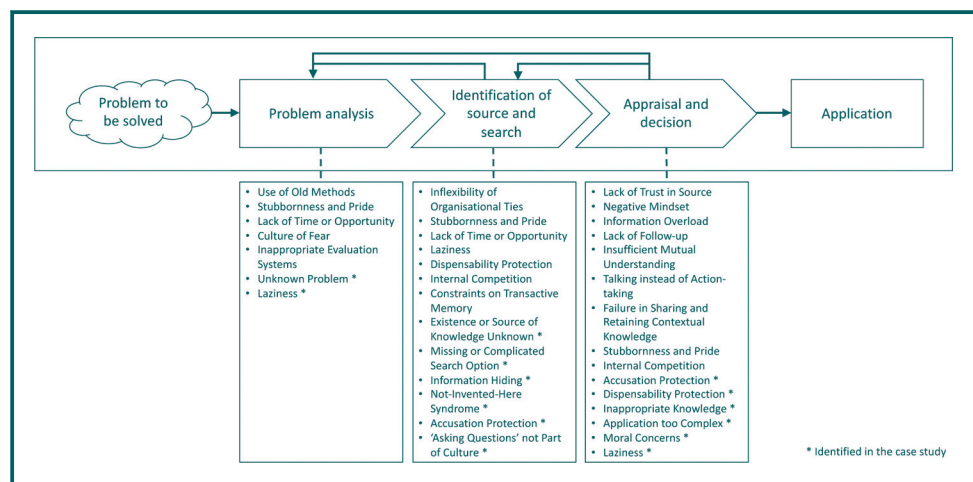 Problem to
be solved
Problem analysis
Identification of
source and
search
Appraisal and
decision
Application
• Use of Old Methods
• Stubbornness and Pride
• Lack of Time or Opportunity
• Culture of Fear
• Inappropriate Evaluation
Systems
• Unknown Problem *
• Laziness *
• Inflexibility of
Organisational Ties
• Stubbornness and Pride
• Lack of Time or Opportunity
• Laziness
• Dispensability Protection
• Internal Competition
• Constraints on Transactive
Memory
• Existence or Source of
Knowledge Unknown *
• Missing or Complicated
Search Option *
• Information Hiding *
• Not-Invented-Here
Syndrome *
• Accusation Protection *
• ‘Asking Questions’ not Part
of Culture *
• Lack of Trust in Source
• Negative Mindset
• Information Overload
• Lack of Follow-up
• Insufficient Mutual
Understanding
• Talking instead of Action-
taking
• Failure in Sharing and
Retaining Contextual
Knowledge
• Stubbornness and Pride
• Internal Competition
• Accusation Protection *
• Dispensability Protection *
• Inappropriate Knowledge *
• Application too Complex *
• Moral Concerns *
• Laziness *
* Identified in the case study